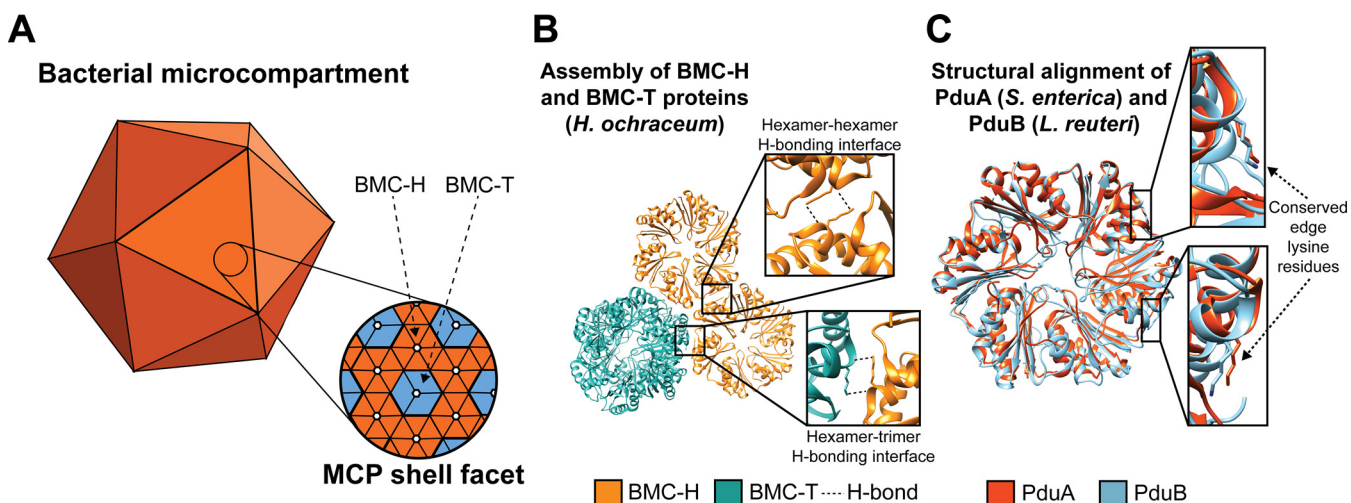 A
Bacterial microcompartment
BMC-H
BMC-T
MCP shell facet
B
Assembly of BMC-H
and BMC-T proteins
(H. ochraceum)
Hexamer-hexamer
H-bonding interface
Hexamer-trimer
H-bonding interface
BMC-H
BMC-T
H-bond
C
Structural alignment of
PduA (S. enterica) and
PduB (L. reuteri)
Conserved
edge
lysine
residues
PduA
PduB